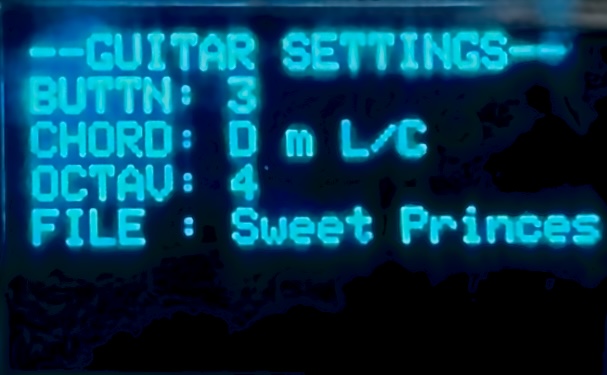 --GUITAR SETTINGS--
BUTTN: 3
CHORD: D m L/C
OCTAV: 4
FILE : Sweet Princes